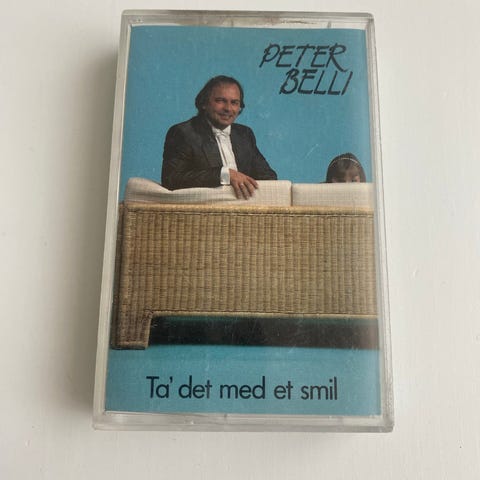 PETER
BELLI
Ta' det med et smil